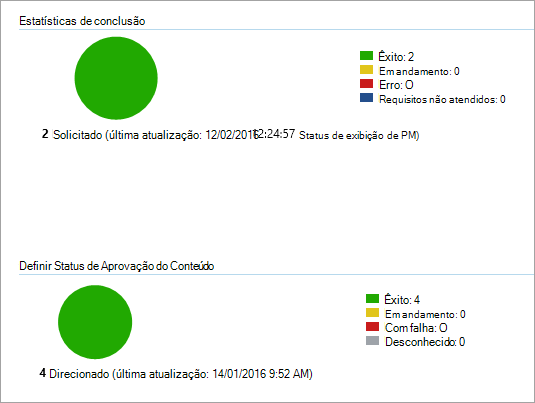 Estatísticas de conclusão
Êxito: 2
Em andamento: 0
Erro: O
Requisitos não atendidos: 0
2 Solicitado (última atualização: 12/02/2016 12:24:57 Status de exibição de PM)
Definir Status de Aprovação do Conteúdo
Êxito: 4
Em andamento: 0
Com falha: O
Desconhecido: 0
4 Direcionado (última atualização: 14/01/2016 9:52 AM)